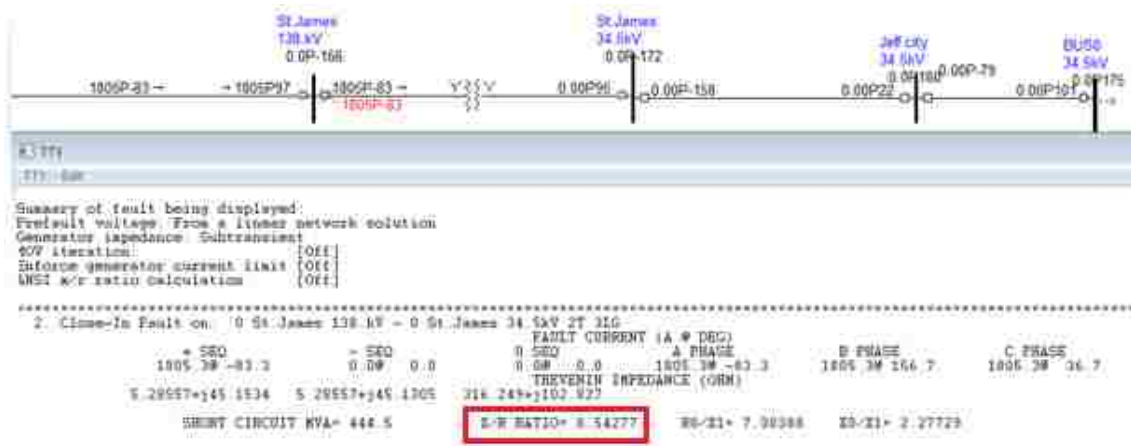 St.James
138.kV
0.0P-166
St.James
34.5kV
0.0P-172
Jeff city
34.5kV
0.0P160
0.00P-79
BUS0
34.5kV
0.0P175
1805P-83
1805P97
1805P-83
1805P-83
0.00P96
0.00P-158
0.00P22
0.00P101
TTY
Summary of fault being displayed:
Prefault voltage: From a linear network solution
Generator impedance: Subtransient
MOV iteration [Off]
Enforce generator current limit [Off]
ANSI x/r ratio calculation [Off]
2. Close-In Fault on: 0 St.James 138.kV - 0 St.James 34.5kV 2T 3LG
FAULT CURRENT (A @ DEG)
+ SEQ - SEQ 0 SEQ A PHASE B PHASE C PHASE
1805.3@ -83.3 0.0@ 0.0 0.0@ 0.0 1805.3@ -83.3 1805.3@ 156.7 1805.3@ 36.7
THEVENIN IMPEDANCE (OHM)
5.28557+j45.1534 5.28557+j45.1305 316.249+j102.827
SHORT CIRCUIT MVA= 444.5 X/R RATIO= 8.54277 R0/X1= 7.00388 X0/X1= 2.27729